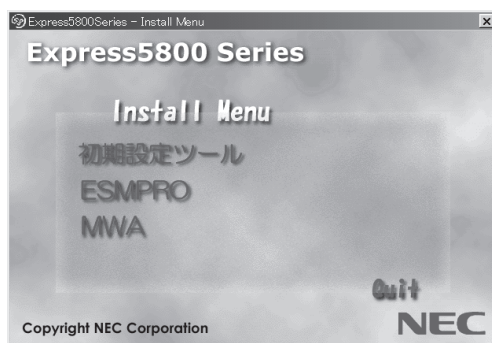 Express5800Series - Install Menu
Express5800 Series
Install Menu
初期設定ツール
ESMPRO
MWA
Quit
Copyright NEC Corporation
NEC